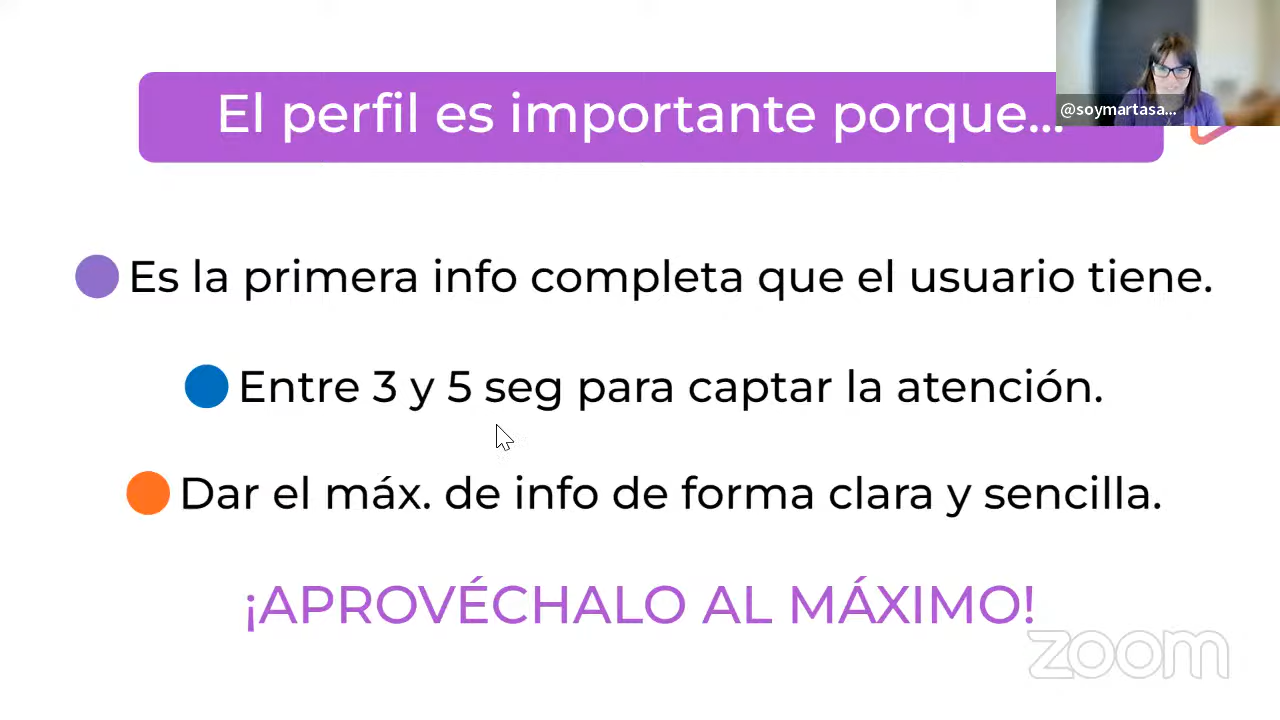 El perfil es importante porque...
@soymartasa...
Es la primera info completa que el usuario tiene.
Entre 3 y 5 seg para captar la atención.
Dar el máx. de info de forma clara y sencilla.
¡APROVÉCHALO AL MÁXIMO!
zoom